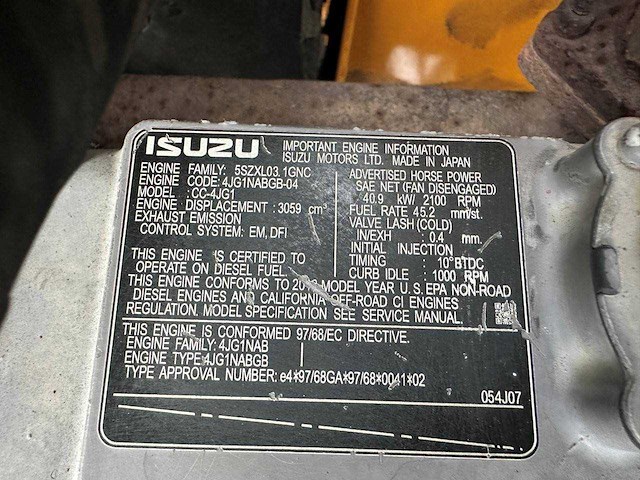 ISUZU
IMPORTANT ENGINE INFORMATION
ISUZU MOTORS LTD. MADE IN JAPAN
ENGINE FAMILY: 5SZXL03.1GNC
ENGINE CODE: 4JG1NABGB-04
MODEL : CC-4JG1
ENGINE DISPLACEMENT : 3059 cm³
EXHAUST EMISSION
CONTROL SYSTEM: EM, DFI
ADVERTISED HORSE POWER
SAE NET (FAN DISENGAGED)
40.9 kW/ 2100 RPM
FUEL RATE 45.2 mm³/st.
VALVE LASH (COLD)
IN/EXH : 0.4 mm
INITIAL INJECTION
TIMING : 10° BTDC
CURB IDLE : 1000 RPM
THIS ENGINE IS CERTIFIED TO
OPERATE ON DIESEL FUEL
THIS ENGINE CONFORMS TO MODEL YEAR U.S. EPA NON-ROAD
DIESEL ENGINES AND CALIFORNIA OFF-ROAD CI ENGINES
REGULATION. MODEL SPECIFICATION SEE SERVICE MANUAL.
THIS ENGINE IS CONFORMED 97/68/EC DIRECTIVE.
ENGINE FAMILY: 4JG1NAB
ENGINE TYPE:4JG1NABGB
TYPE APPROVAL NUMBER: e4*97/68GA*97/68*0041*02
054J07